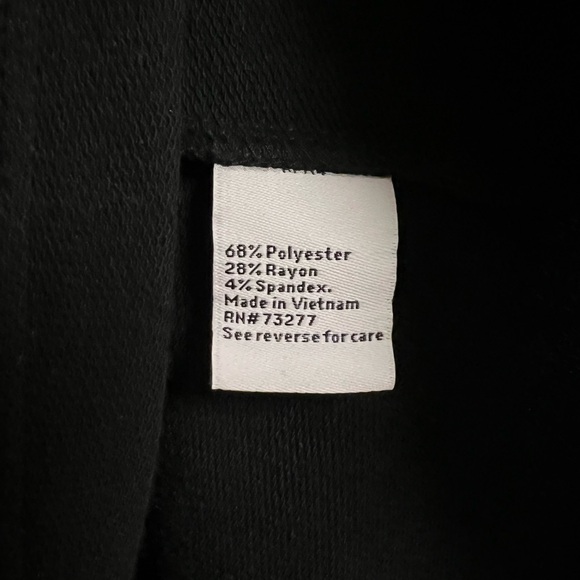 68% Polyester
28% Rayon
4% Spandex.
Made in Vietnam
RN# 73277
See reverse for care